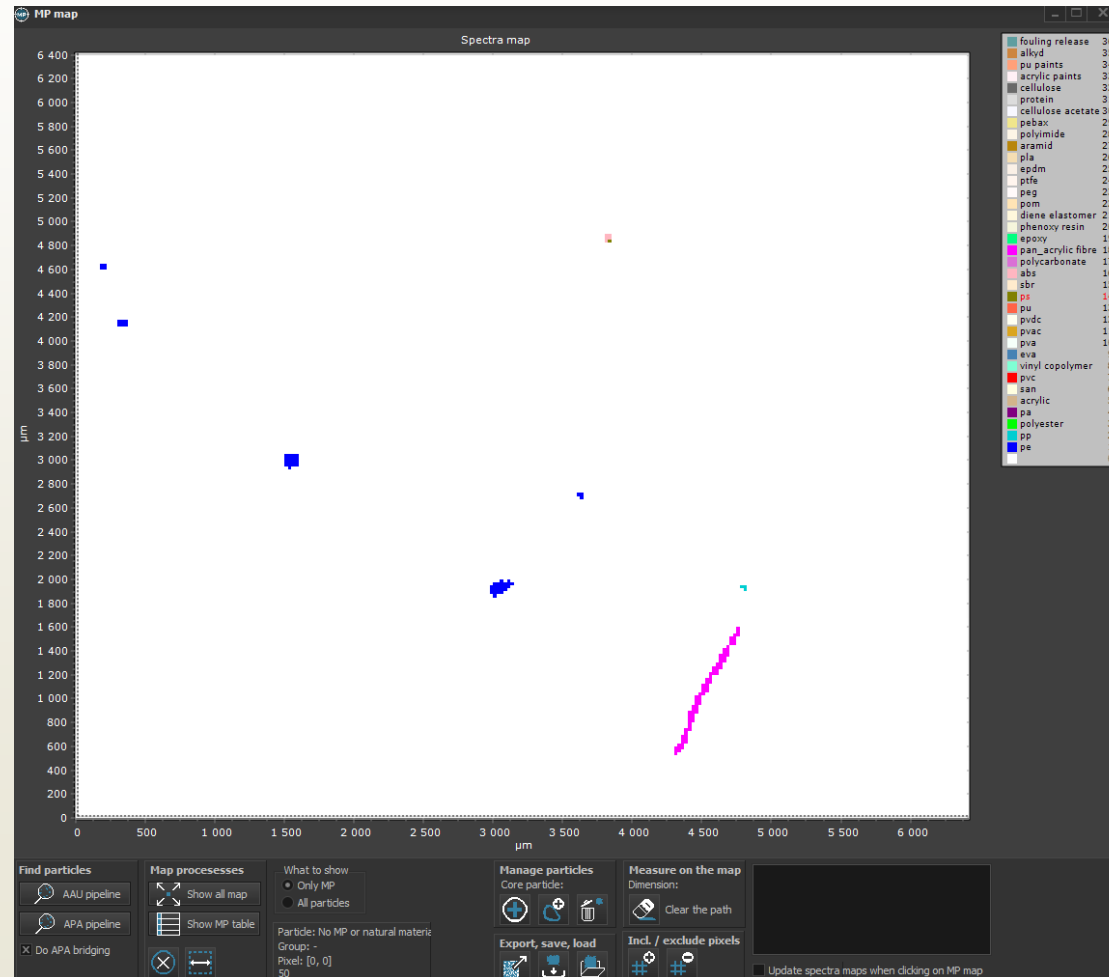 MP map
Spectra map
6 400
6 200
6 000
5 800
5 600
5 400
5 200
5 000
4 800
4 600
4 400
4 200
4 000
3 800
3 600
3 400
3 200
3 000
2 800
2 600
2 400
2 200
2 000
1 800
1 600
1 400
1 200
1 000
800
600
400
200
0
µm
0 500 1 000 1 500 2 000 2 500 3 000 3 500 4 000 4 500 5 000 5 500 6 000
µm
fouling release
alkyd
pu paints
acrylic paints
cellulose
protein
cellulose acetate
pebax
polyimide
aramid
pla
epdm
ptfe
peg
pom
diene elastomer
phenoxy resin
epoxy
pan_acrylic fibre
polycarbonate
abs
sbr
ps
pu
pvdc
pvac
pva
eva
vinyl copolymer
pvc
san
acrylic
pa
polyester
pp
pe
Find particles
AAU pipeline
APA pipeline
Do APA bridging
Map procesesses
Show all map
Show MP table
What to show
Only MP
All particles
Particle: No MP or natural materia
Group: -
Pixel: [0, 0]
50
Manage particles
Core particle:
Export, save, load
Measure on the map
Dimension:
Clear the path
Incl. / exclude pixels
Update spectra maps when clicking on MP map